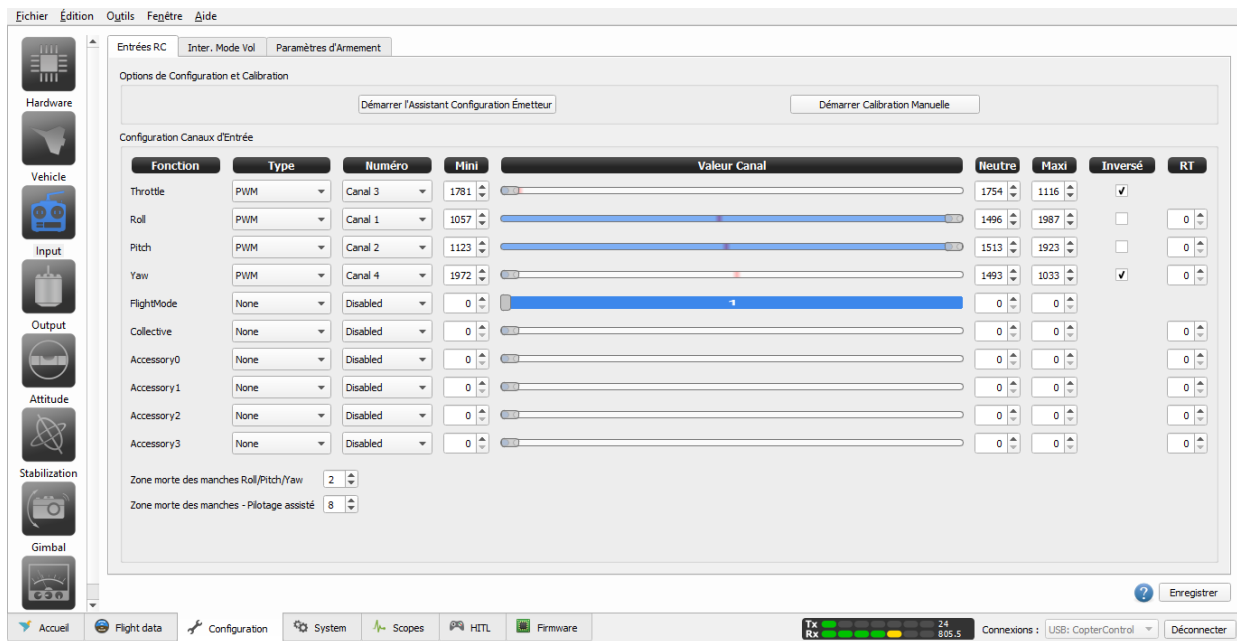 Fichier Édition Outils Fenêtre Aide
Hardware
Vehicle
Input
Output
Attitude
Stabilization
Gimbal
Entrées RC Inter. Mode Vol Paramètres d'Armement
Options de Configuration et Calibration
Démarrer l'Assistant Configuration Émetteur Démarrer Calibration Manuelle
Configuration Canaux d'Entrée
Fonction Type Numéro Mini Valeur Canal Neutre Maxi Inversé RT
Throttle PWM Canal 3 1781 1754 1116
Roll PWM Canal 1 1057 1496 1987 0
Pitch PWM Canal 2 1123 1513 1923 0
Yaw PWM Canal 4 1972 1493 1033 0
FlightMode None Disabled 0 1 0 0
Collective None Disabled 0 0 0 0
Accessory0 None Disabled 0 0 0 0
Accessory1 None Disabled 0 0 0 0
Accessory2 None Disabled 0 0 0 0
Accessory3 None Disabled 0 0 0 0
Zone morte des manches Roll/Pitch/Yaw 2
Zone morte des manches - Pilotage assisté 8
? Enregistrer
Accueil Flight data Configuration System Scopes HITL Firmware
Tx 24
Rx 805.5
Connexions : USB: CopterControl Déconnecter